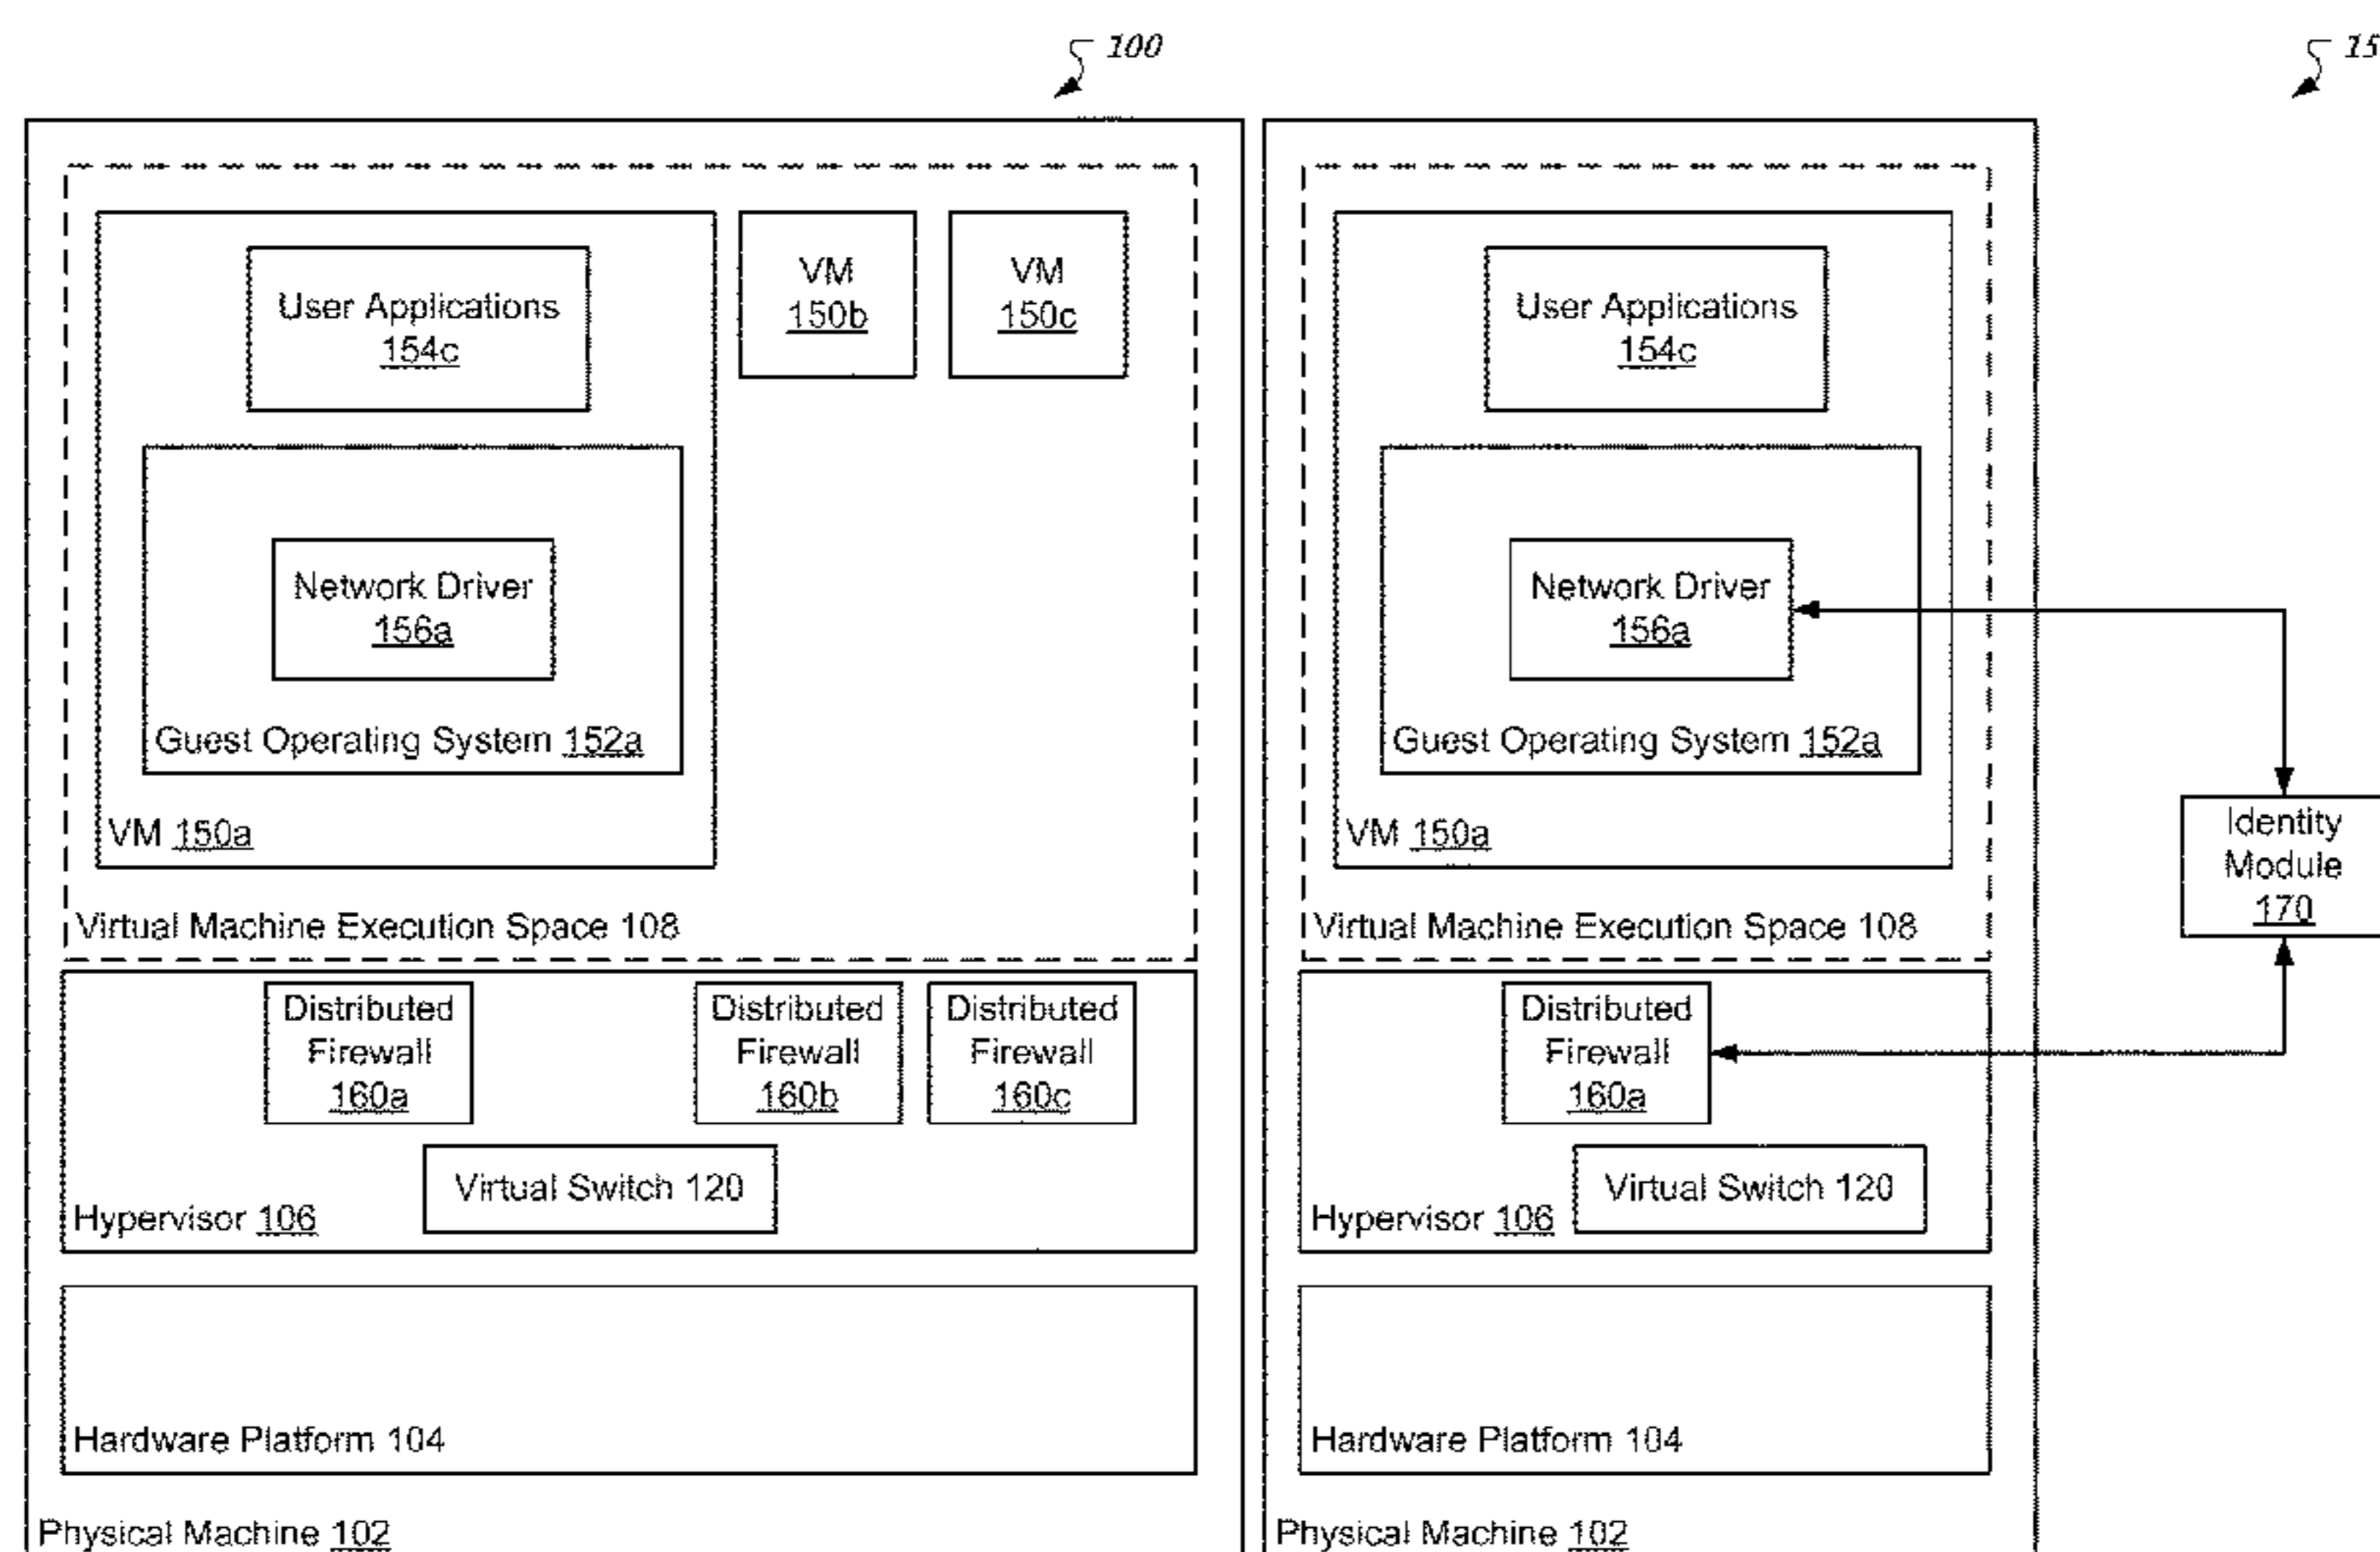 100
User Applications
154c
VM
150b
VM
150c
Network Driver
156a
Guest Operating System 152a
VM 150a
Virtual Machine Execution Space 108
Distributed
Firewall
160a
Distributed
Firewall
160b
Distributed
Firewall
160c
Virtual Switch 120
Hypervisor 106
Hardware Platform 104
Physical Machine 102
15
User Applications
154c
Network Driver
156a
Guest Operating System 152a
VM 150a
Virtual Machine Execution Space 108
Identity
Module
170
Distributed
Firewall
160a
Virtual Switch 120
Hypervisor 106
Hardware Platform 104
Physical Machine 102